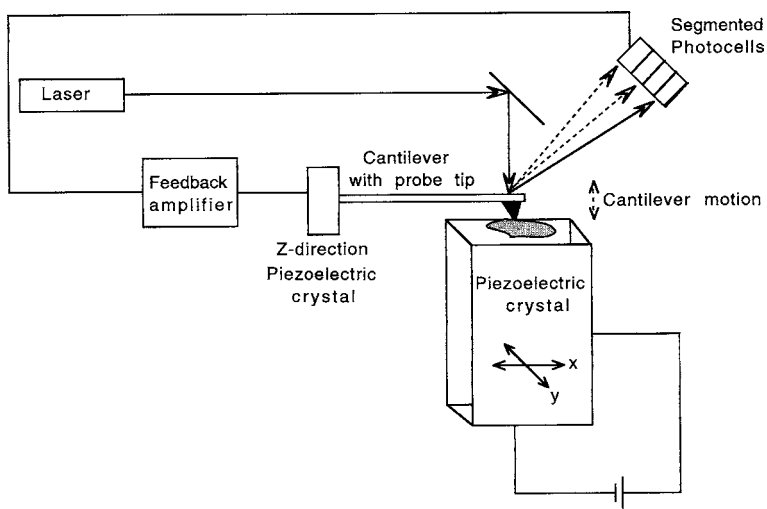 Segmented
Photocells
Laser
Cantilever
with probe tip
Feedback
amplifier
Cantilever motion
Z-direction
Piezoelectric
crystal
Piezoelectric
crystal
x
y